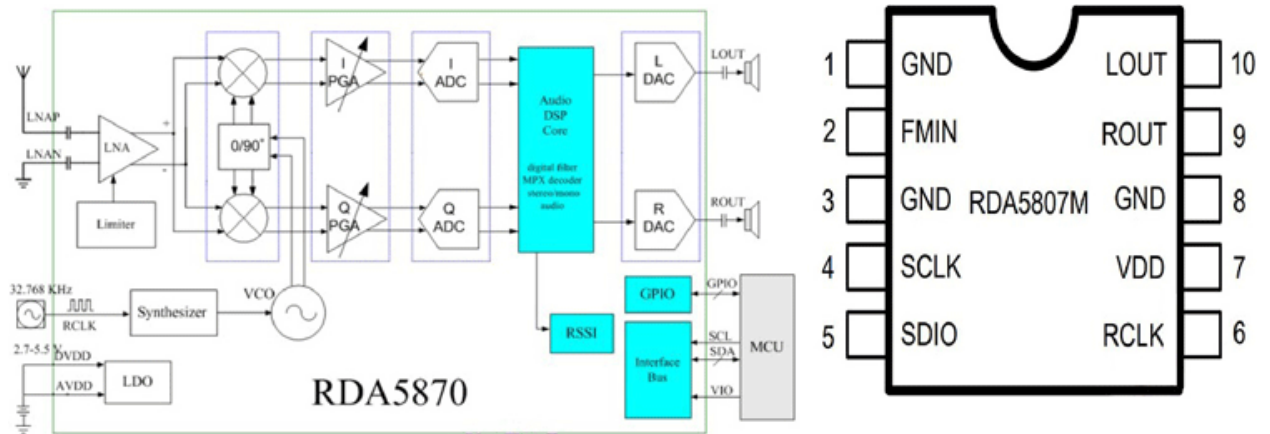 LNAP
LNAN
+
-
LNA
Limiter
0/90°
I
PGA
I
ADC
Q
PGA
Q
ADC
Audio
DSP
Core
digital filter
MPX decoder
stereo/mono
audio
L
DAC
LOUT
R
DAC
ROUT
32.768 KHz
RCLK
Synthesizer
VCO
2.7-5.5 V
DVDD
AVDD
LDO
RDA5870
RSSI
GPIO
GPIO
Interface
Bus
SCL
SDA
VIO
MCU
1 GND LOUT 10
2 FMIN ROUT 9
3 GND RDA5807M GND 8
4 SCLK VDD 7
5 SDIO RCLK 6